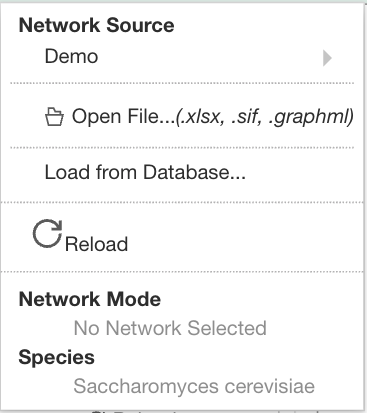 Network Source
Demo
Open File...(.xlsx, .sif, .graphml)
Load from Database...
Reload
Network Mode
No Network Selected
Species
Saccharomyces cerevisiae